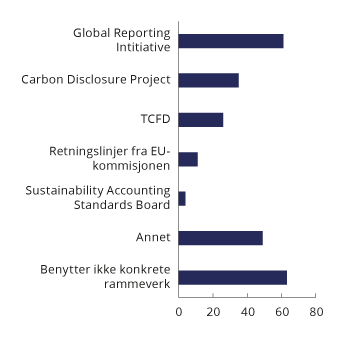 Global Reporting
Intitiative
Carbon Disclosure Project
TCFD
Retningslinjer fra EU-
kommisjonen
Sustainability Accounting
Standards Board
Annet
Benytter ikke konkrete
rammeverk
0 20 40 60 80